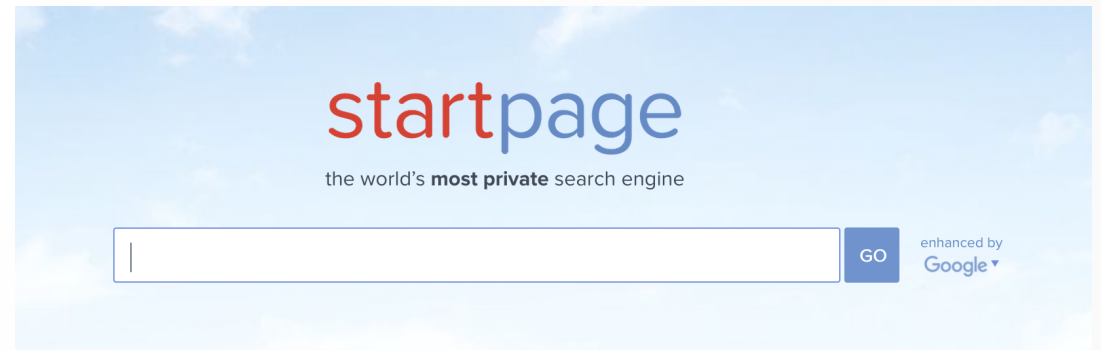 startpage
the world's most private search engine
GO
enhanced by
Google